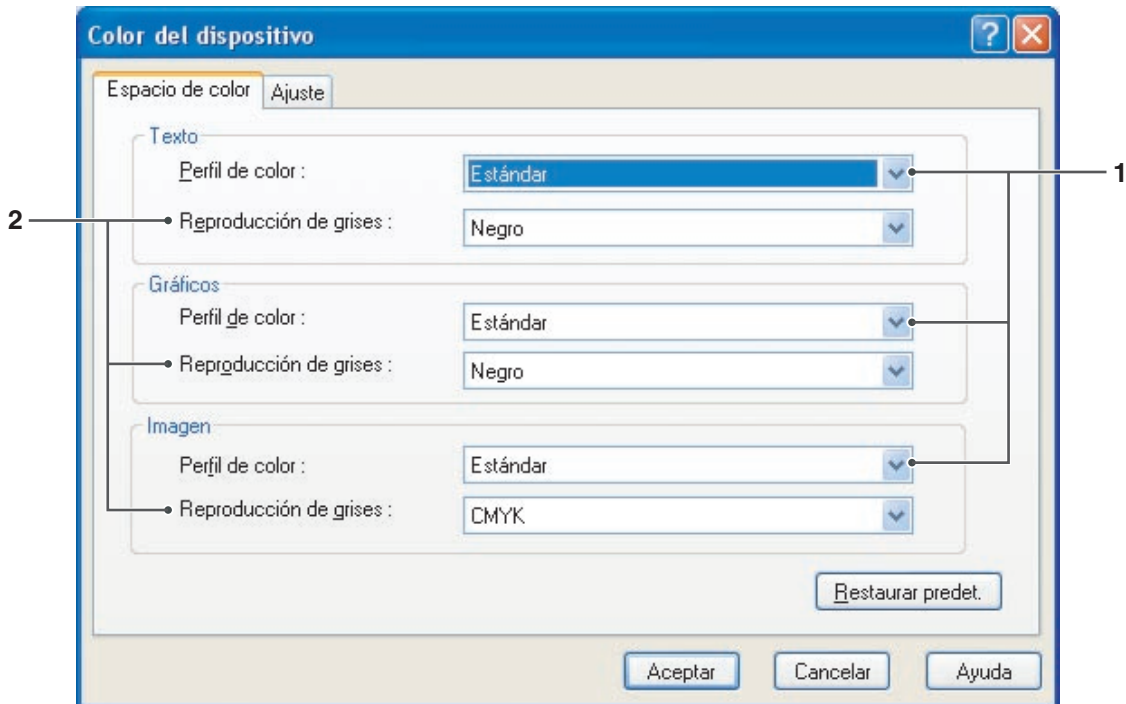 Color del dispositivo
Espacio de color Ajuste
Texto
Perfil de color : Estándar 1
2 Reproducción de grises : Negro
Gráficos
Perfil de color : Estándar
Reproducción de grises : Negro
Imagen
Perfil de color : Estándar
Reproducción de grises : CMYK
Restaurar predet.
Aceptar Cancelar Ayuda